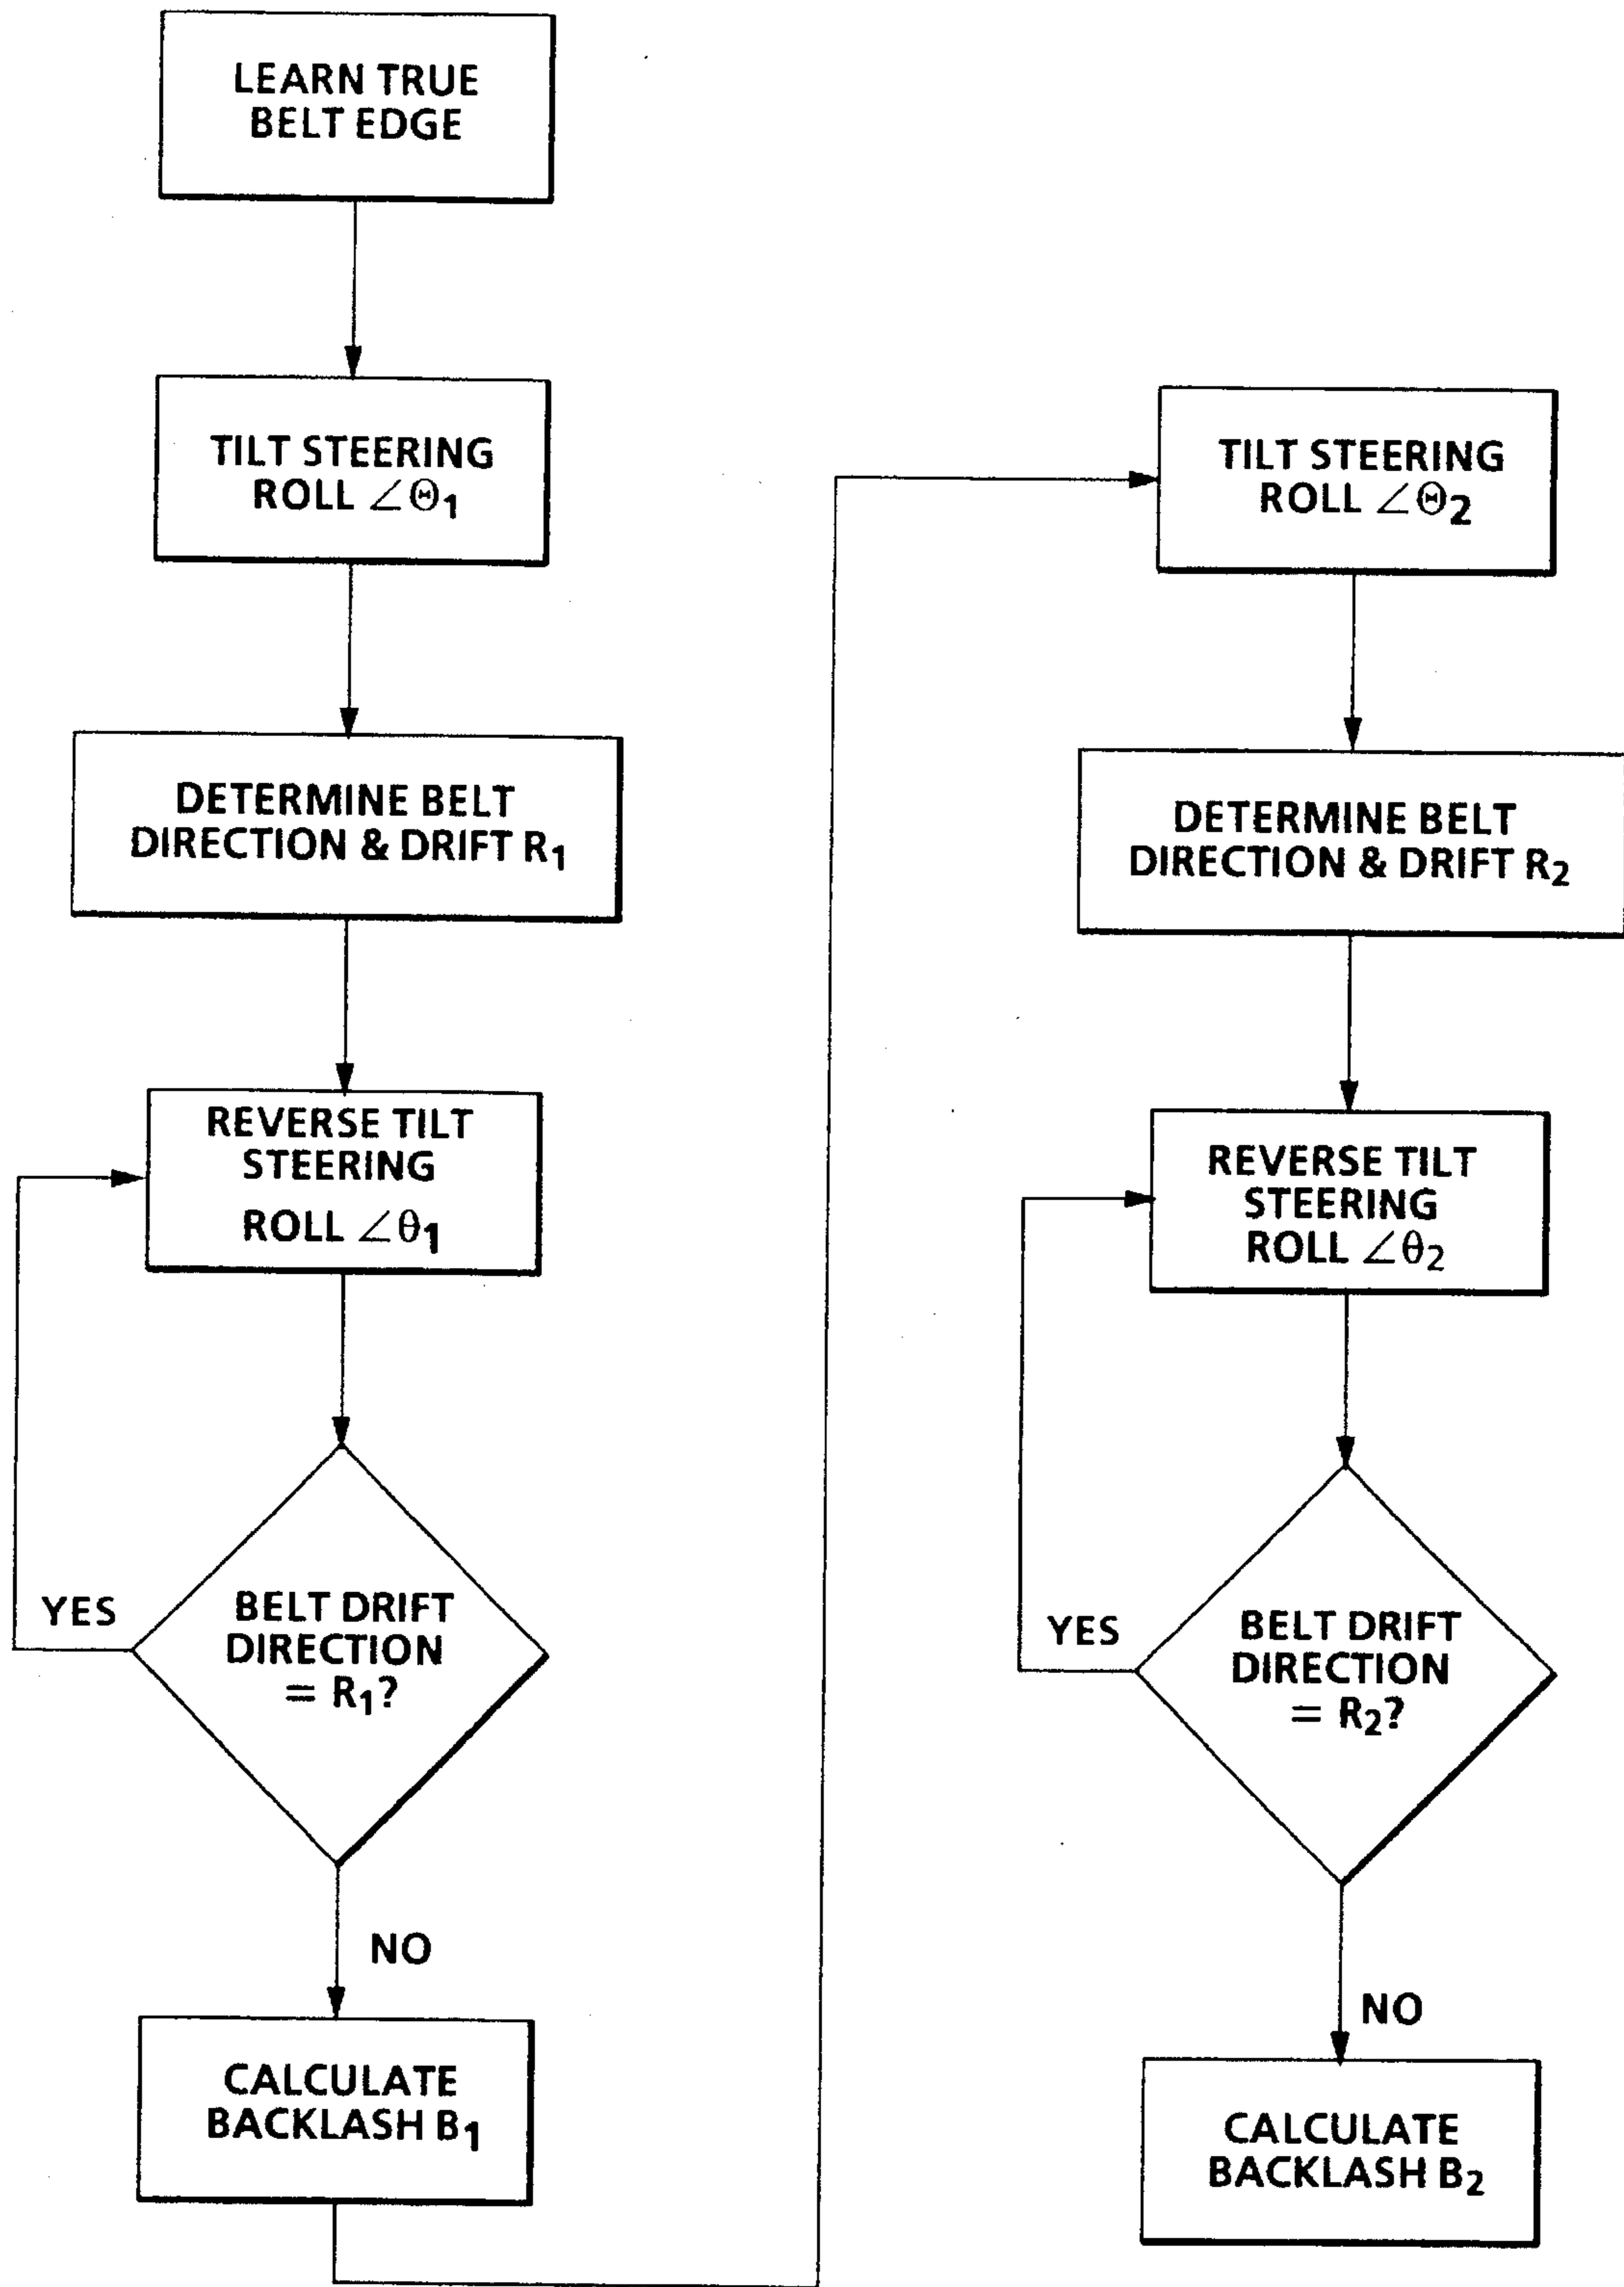 LEARN TRUE
BELT EDGE
TILT STEERING
ROLL ∠Θ₁
DETERMINE BELT
DIRECTION & DRIFT R₁
REVERSE TILT
STEERING
ROLL ∠θ₁
YES
BELT DRIFT
DIRECTION
= R₁?
NO
CALCULATE
BACKLASH B₁
TILT STEERING
ROLL ∠Θ₂
DETERMINE BELT
DIRECTION & DRIFT R₂
REVERSE TILT
STEERING
ROLL ∠θ₂
YES
BELT DRIFT
DIRECTION
= R₂?
NO
CALCULATE
BACKLASH B₂